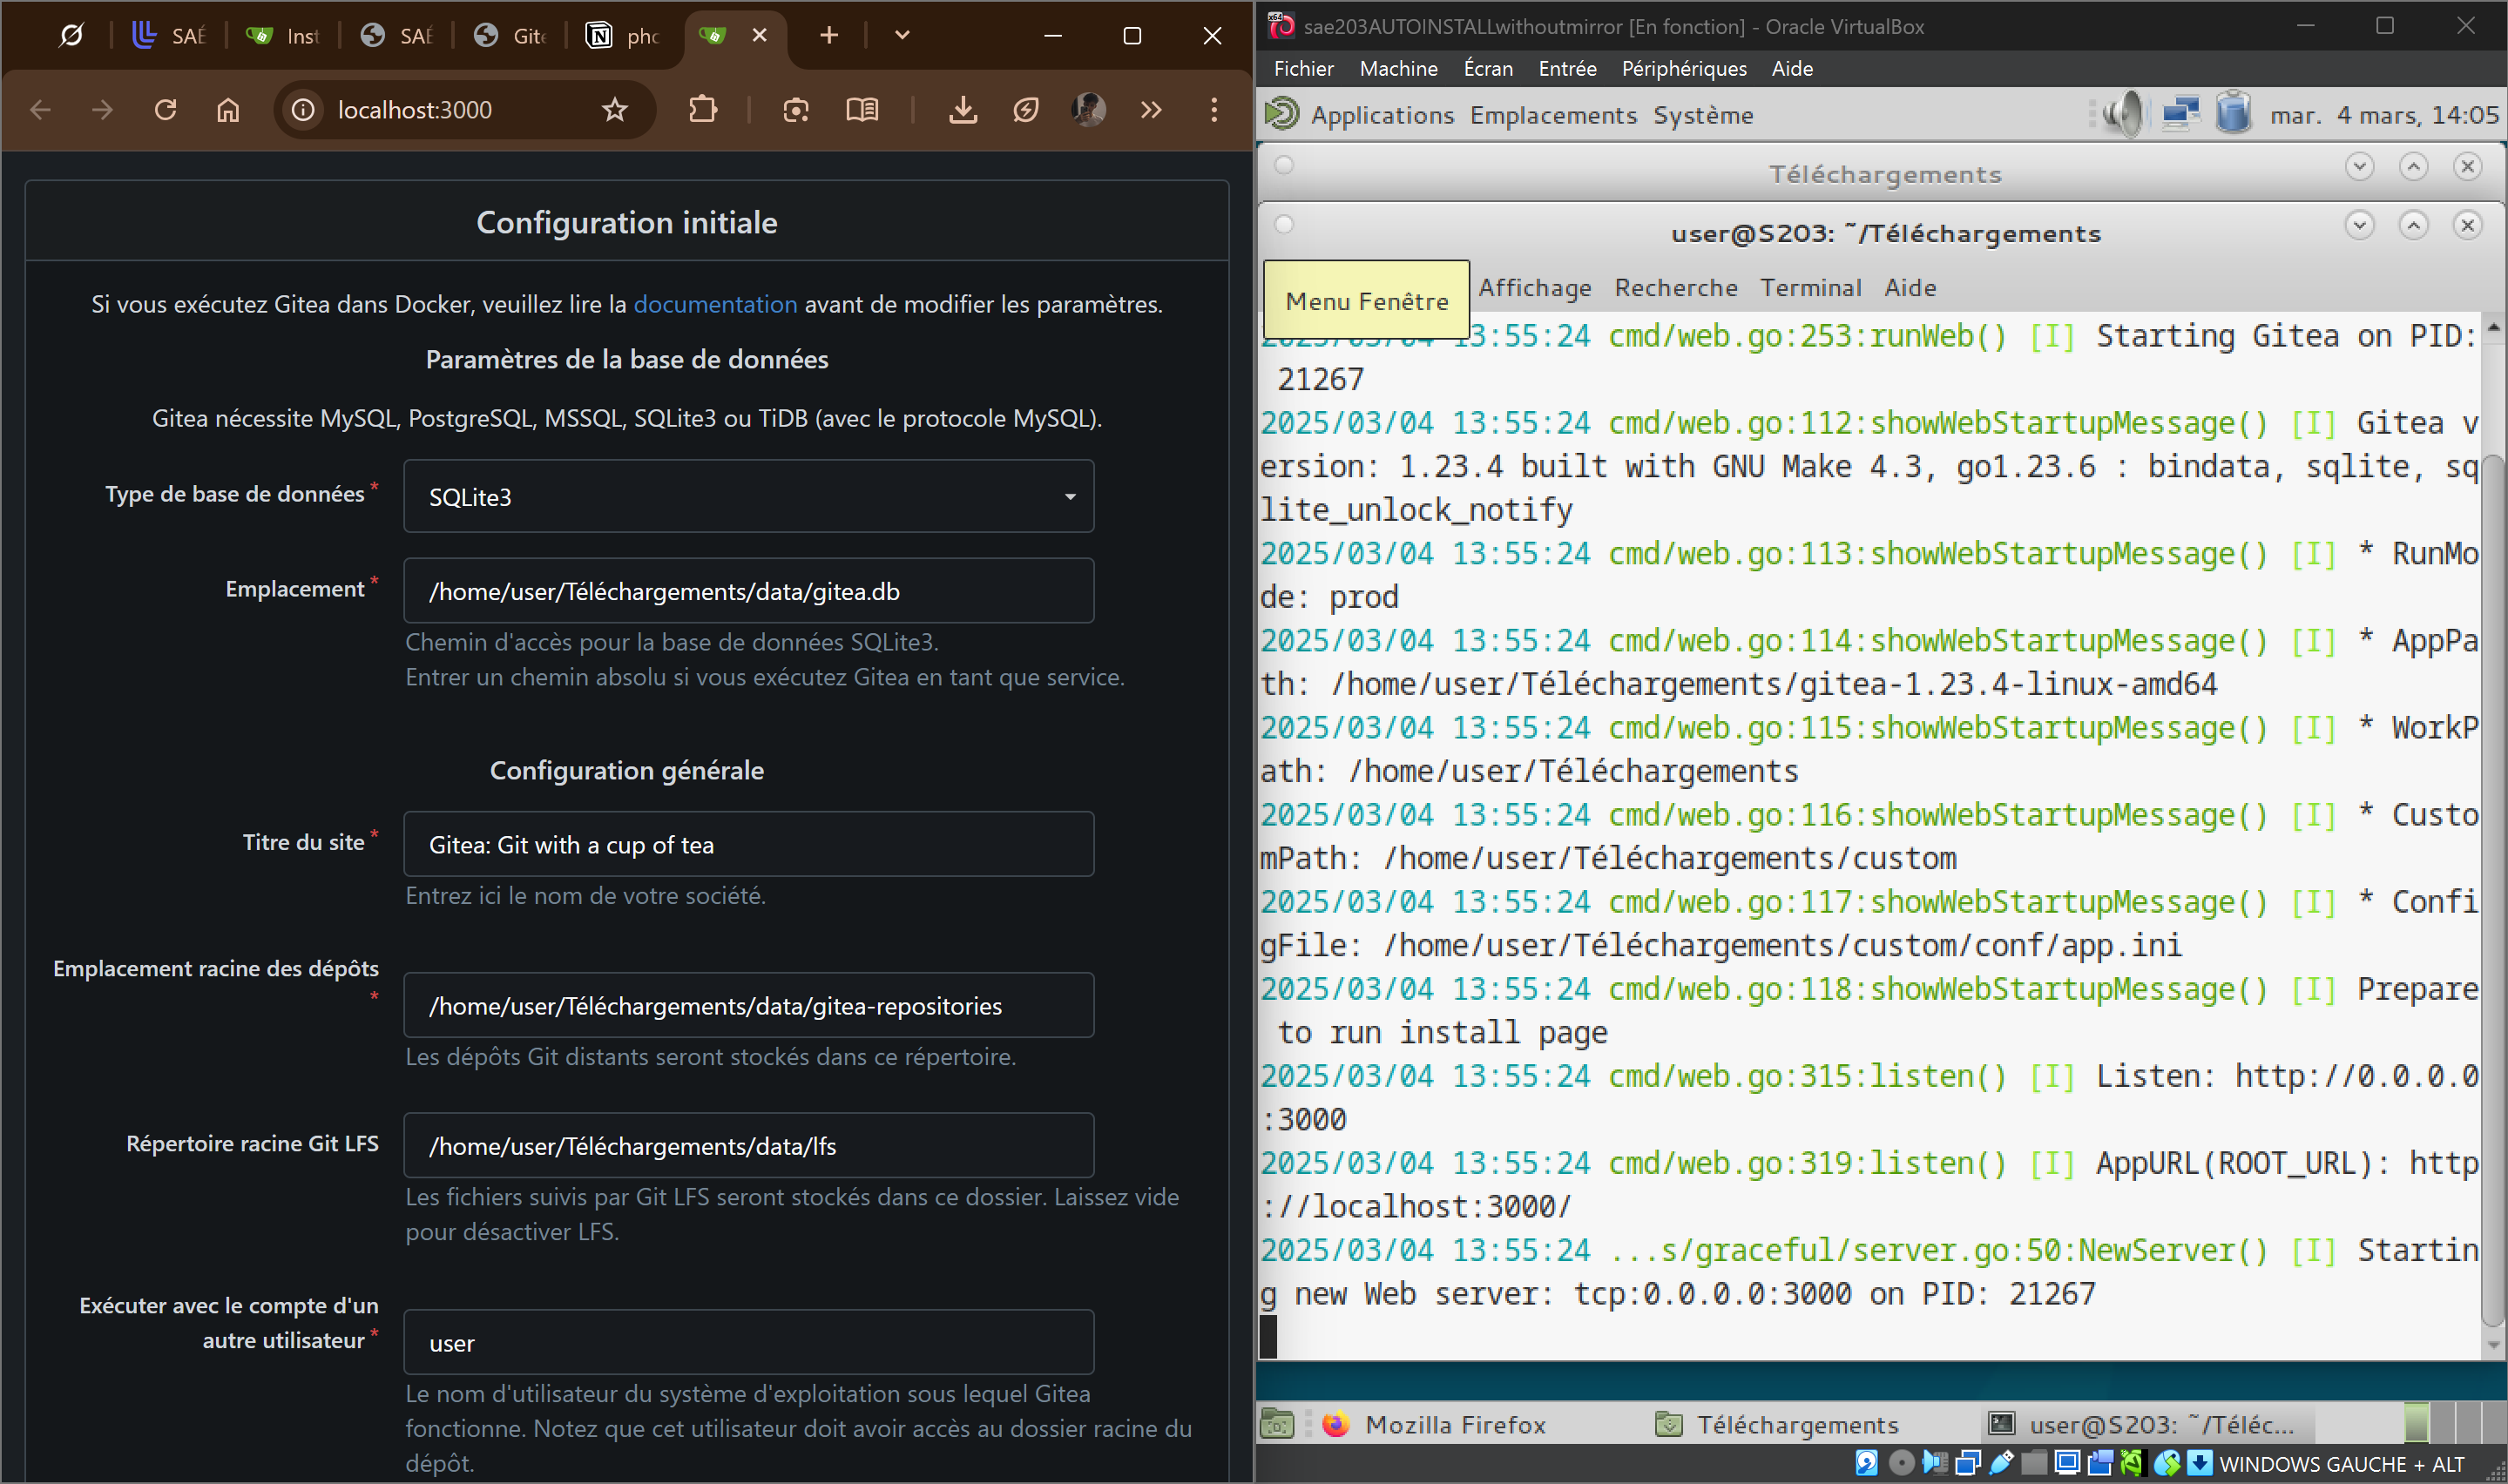 SAÉ
Inst
SAÉ
Gite
pho
localhost:3000
Configuration initiale
Si vous exécutez Gitea dans Docker, veuillez lire la documentation avant de modifier les paramètres.
Paramètres de la base de données
Gitea nécessite MySQL, PostgreSQL, MSSQL, SQLite3 ou TiDB (avec le protocole MySQL).
Type de base de données *
SQLite3
Emplacement *
/home/user/Téléchargements/data/gitea.db
Chemin d'accès pour la base de données SQLite3.
Entrer un chemin absolu si vous exécutez Gitea en tant que service.
Configuration générale
Titre du site *
Gitea: Git with a cup of tea
Entrez ici le nom de votre société.
Emplacement racine des dépôts
*
/home/user/Téléchargements/data/gitea-repositories
Les dépôts Git distants seront stockés dans ce répertoire.
Répertoire racine Git LFS
/home/user/Téléchargements/data/lfs
Les fichiers suivis par Git LFS seront stockés dans ce dossier. Laissez vide
pour désactiver LFS.
Exécuter avec le compte d'un
autre utilisateur *
user
Le nom d'utilisateur du système d'exploitation sous lequel Gitea
fonctionne. Notez que cet utilisateur doit avoir accès au dossier racine du
dépôt.
sae203AUTOINSTALLwithoutmirror [En fonction] - Oracle VirtualBox
Fichier Machine Écran Entrée Périphériques Aide
Applications Emplacements Système
mar. 4 mars, 14:05
Téléchargements
user@S203: ~/Téléchargements
Menu Fenêtre
Affichage Recherche Terminal Aide
2025/03/04 13:55:24 cmd/web.go:253:runWeb() [I] Starting Gitea on PID:
21267
2025/03/04 13:55:24 cmd/web.go:112:showWebStartupMessage() [I] Gitea v
ersion: 1.23.4 built with GNU Make 4.3, go1.23.6 : bindata, sqlite, sq
lite_unlock_notify
2025/03/04 13:55:24 cmd/web.go:113:showWebStartupMessage() [I] * RunMo
de: prod
2025/03/04 13:55:24 cmd/web.go:114:showWebStartupMessage() [I] * AppPa
th: /home/user/Téléchargements/gitea-1.23.4-linux-amd64
2025/03/04 13:55:24 cmd/web.go:115:showWebStartupMessage() [I] * WorkP
ath: /home/user/Téléchargements
2025/03/04 13:55:24 cmd/web.go:116:showWebStartupMessage() [I] * Custo
mPath: /home/user/Téléchargements/custom
2025/03/04 13:55:24 cmd/web.go:117:showWebStartupMessage() [I] * Confi
gFile: /home/user/Téléchargements/custom/conf/app.ini
2025/03/04 13:55:24 cmd/web.go:118:showWebStartupMessage() [I] Prepare
to run install page
2025/03/04 13:55:24 cmd/web.go:315:listen() [I] Listen: http://0.0.0.0
:3000
2025/03/04 13:55:24 cmd/web.go:319:listen() [I] AppURL(ROOT_URL): http
://localhost:3000/
2025/03/04 13:55:24 ...s/graceful/server.go:50:NewServer() [I] Startin
g new Web server: tcp:0.0.0.0:3000 on PID: 21267
Mozilla Firefox
Téléchargements
user@S203: ~/Téléc...
WINDOWS GAUCHE + ALT